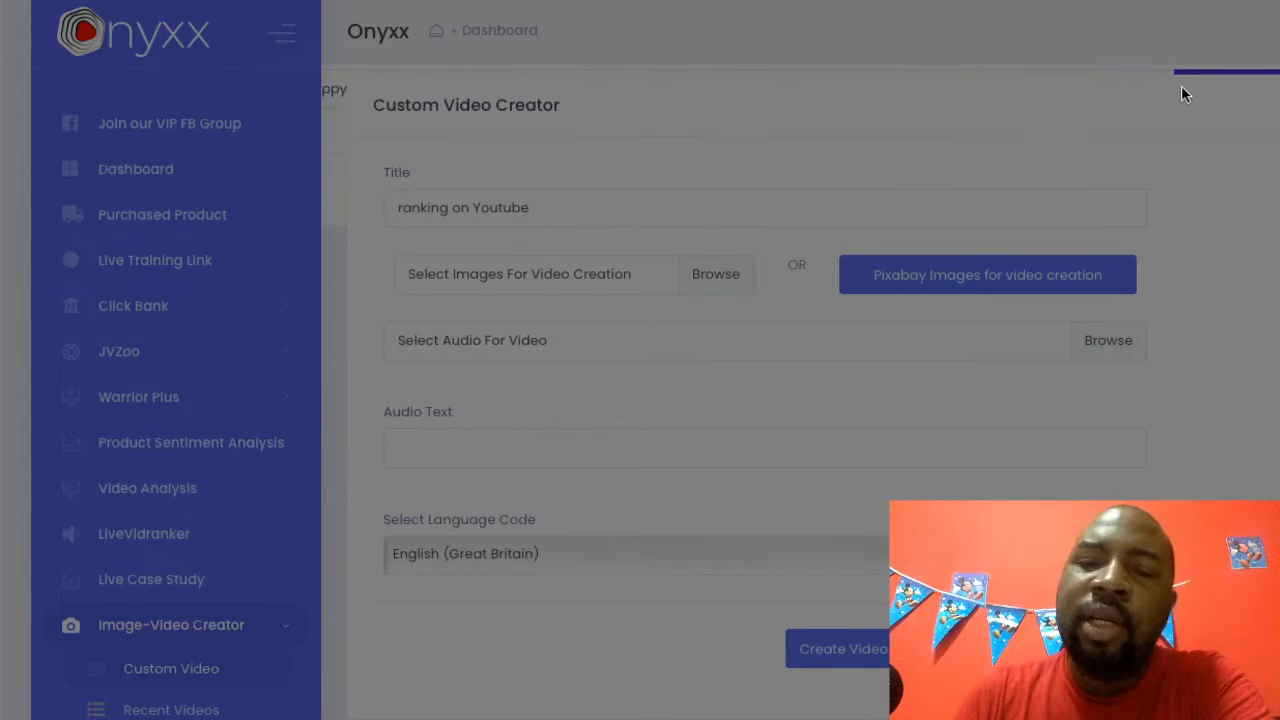 Onyxx
Join our VIP FB Group
Dashboard
Purchased Product
Live Training Link
Click Bank
JVZoo
Warrior Plus
Product Sentiment Analysis
Video Analysis
LiveVidranker
Live Case Study
Image-Video Creator
Custom Video
Recent Videos
Onyxx • Dashboard
ppy
Custom Video Creator
Title
ranking on Youtube
Select Images For Video Creation Browse OR Pixabay Images for video creation
Select Audio For Video Browse
Audio Text
Select Language Code
English (Great Britain)
Create Video